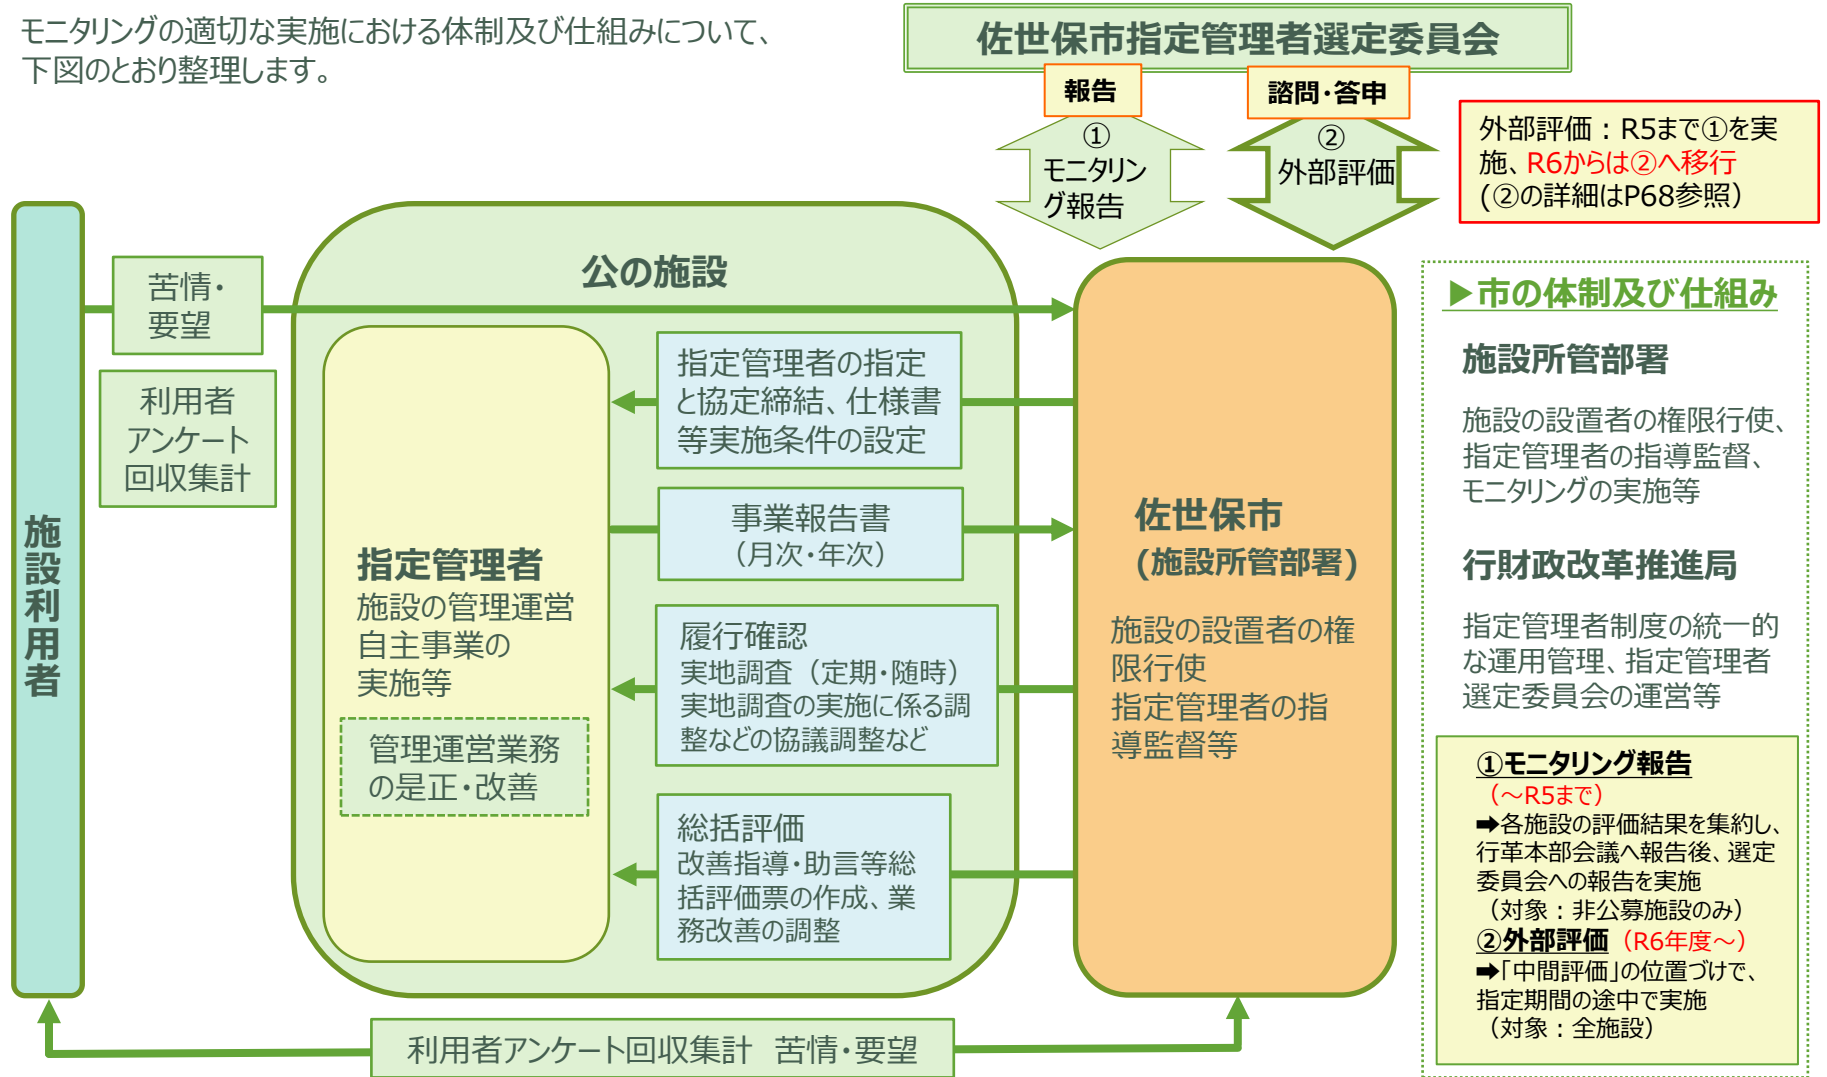 モニタリングの適切な実施における体制及び仕組みについて、
下図のとおり整理します。
佐世保市指定管理者選定委員会
報告
諮問・答申
①
モニタリン
グ報告
②
外部評価
外部評価：R5まで①を実
施、R6からは②へ移行
(②の詳細はP68参照）
施設利用者
苦情・
要望
利用者
アンケート
回収集計
公の施設
指定管理者
施設の管理運営
自主事業の
実施等
管理運営業務
の是正・改善
指定管理者の指定
と協定締結、仕様書
等実施条件の設定
事業報告書
（月次・年次）
履行確認
実地調査（定期・随時）
実地調査の実施に係る調
整などの協議調整など
総括評価
改善指導・助言等総
括評価票の作成、業
務改善の調整
佐世保市
(施設所管部署)
施設の設置者の権
限行使
指定管理者の指
導監督等
利用者アンケート回収集計　苦情・要望
▶市の体制及び仕組み
施設所管部署
施設の設置者の権限行使、
指定管理者の指導監督、
モニタリングの実施等
行財政改革推進局
指定管理者制度の統一的
な運用管理、指定管理者
選定委員会の運営等
①モニタリング報告
（～R5まで）
➡各施設の評価結果を集約し、
行革本部会議へ報告後、選定
委員会への報告を実施
（対象：非公募施設のみ）
②外部評価（R6年度～）
➡「中間評価」の位置づけで、
指定期間の途中で実施
（対象：全施設）